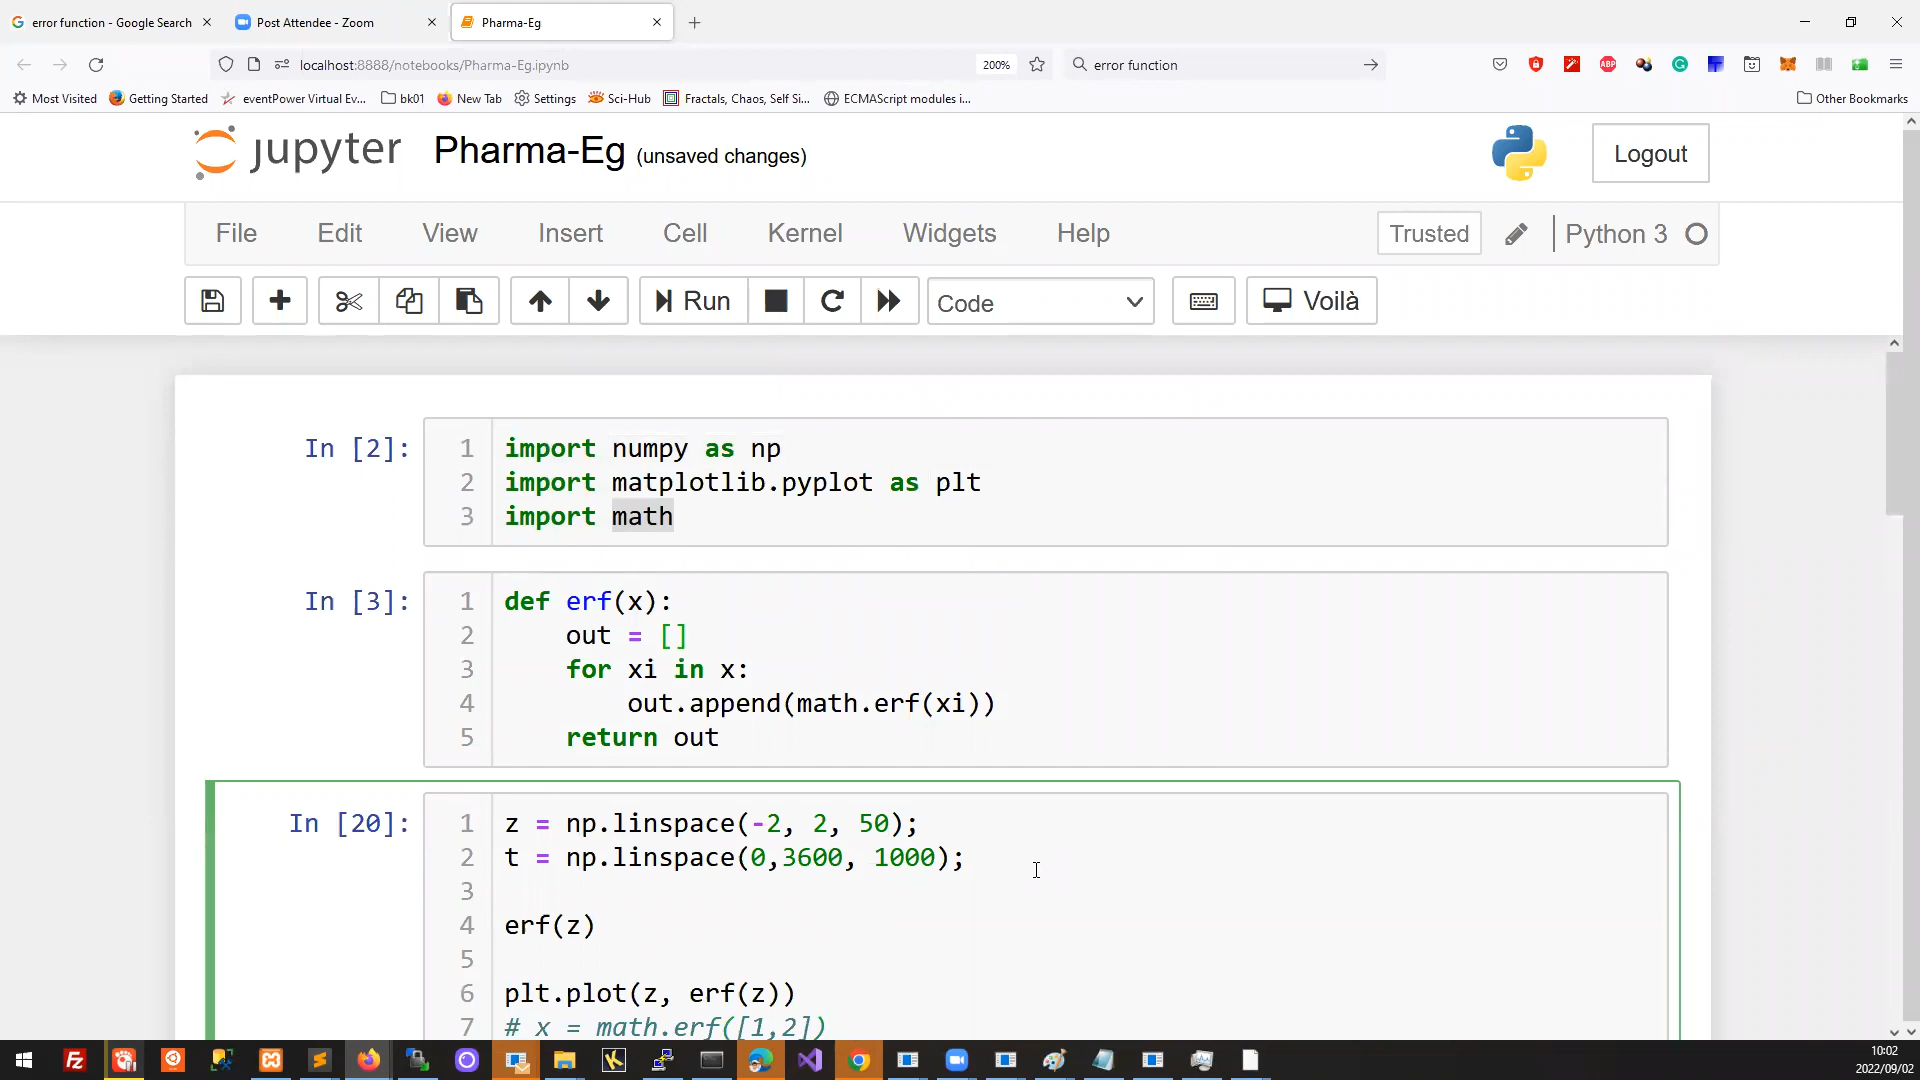 error function - Google Search
Post Attendee - Zoom
Pharma-Eg
localhost:8888/notebooks/Pharma-Eg.ipynb
200%
error function
Most Visited
Getting Started
eventPower Virtual Ev...
bk01
New Tab
Settings
Sci-Hub
Fractals, Chaos, Self Si...
ECMAScript modules i...
Other Bookmarks
jupyter
Pharma-Eg (unsaved changes)
Logout
File
Edit
View
Insert
Cell
Kernel
Widgets
Help
Trusted
Python 3
Run
Code
Voilà
In [2]:
1 import numpy as np
2 import matplotlib.pyplot as plt
3 import math
In [3]:
1 def erf(x):
2 out = []
3 for xi in x:
4 out.append(math.erf(xi))
5 return out
In [20]:
1 z = np.linspace(-2, 2, 50);
2 t = np.linspace(0,3600, 1000);
3
4 erf(z)
5
6 plt.plot(z, erf(z))
7 # x = math.erf([1,2])
10:02
2022/09/02